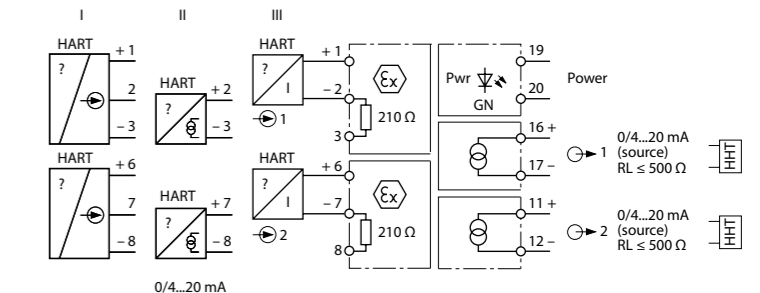 I II III
HART
?
+ 1
2
– 3
HART
?
+ 2
– 3
HART
?
I
+ 1
– 2
3
1
Ex
210 Ω
19
20
Pwr
GN
Power
16 +
17 –
1
0/4...20 mA
(source)
RL ≤ 500 Ω
HHT
HART
?
+ 6
7
– 8
HART
?
+ 7
– 8
0/4...20 mA
HART
?
I
+ 6
– 7
8
2
Ex
210 Ω
11 +
12 –
2
0/4...20 mA
(source)
RL ≤ 500 Ω
HHT